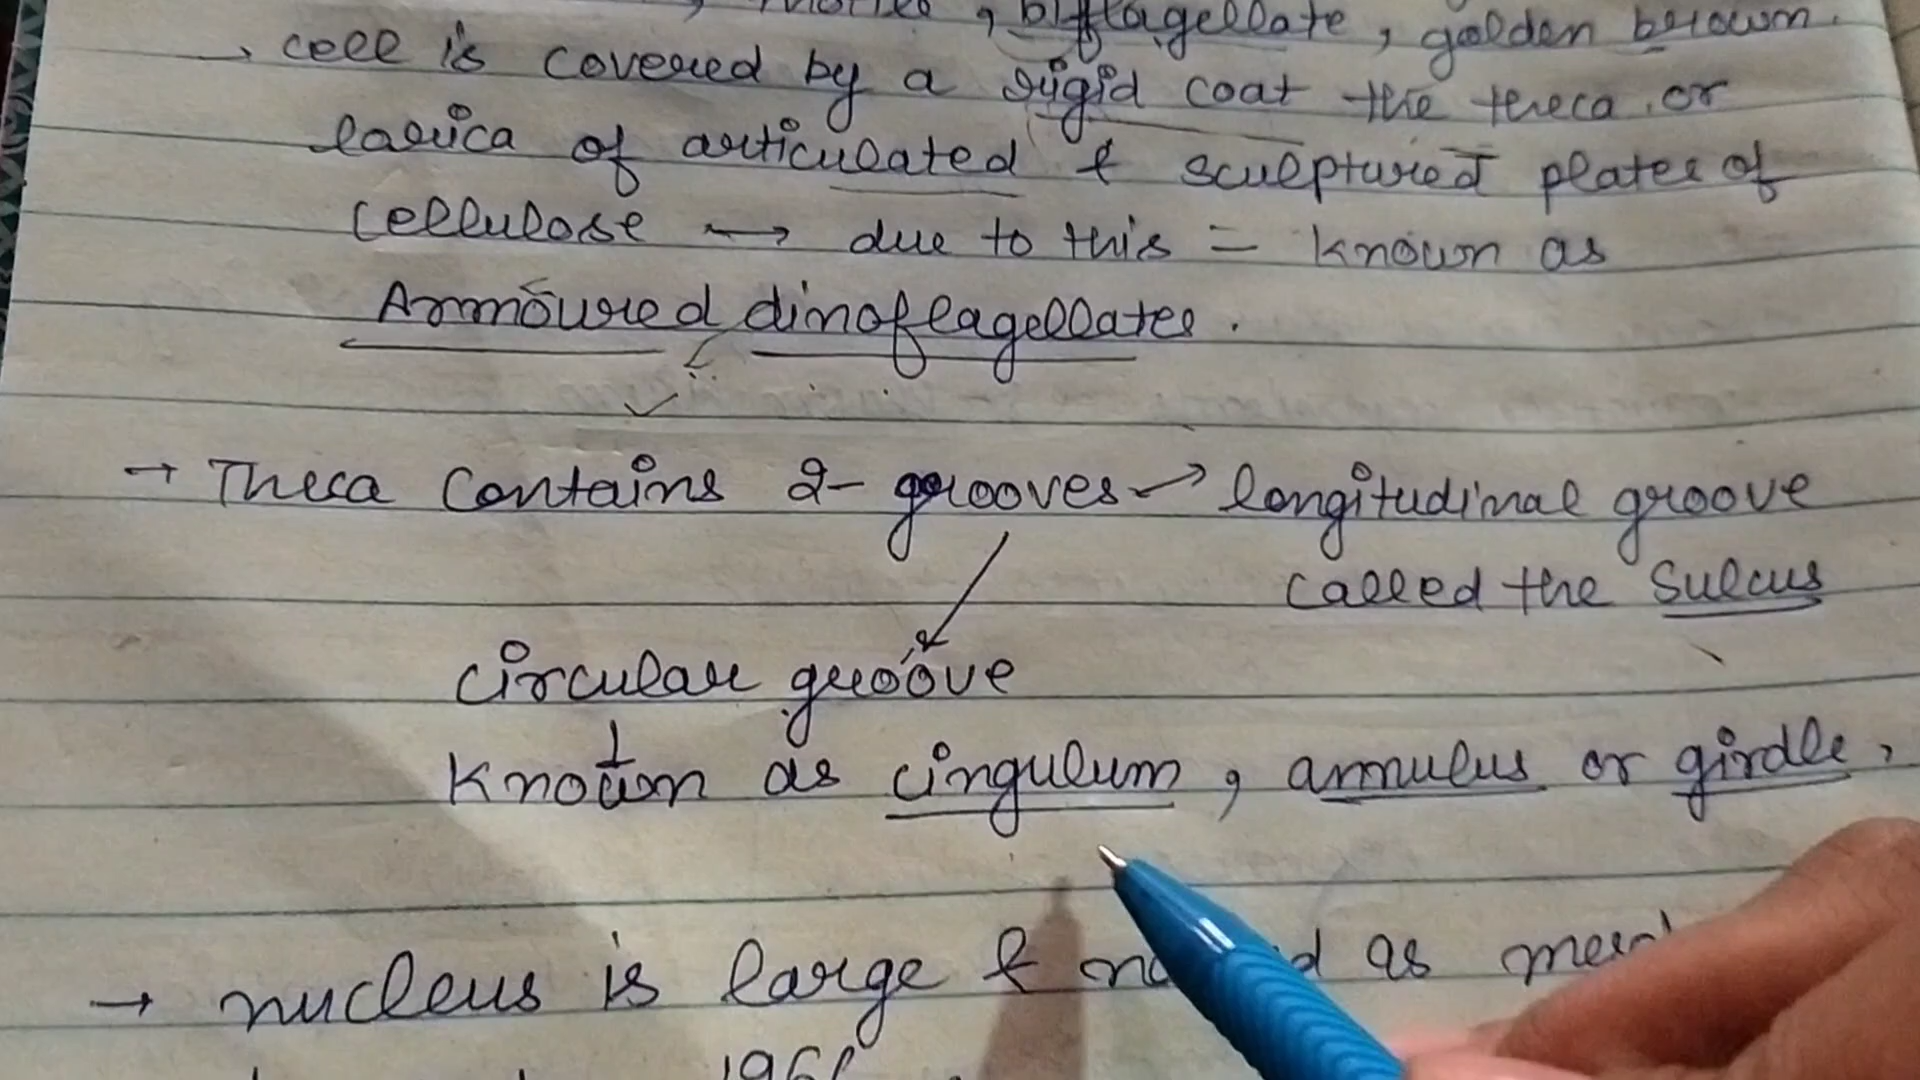 , biflagellate, golden brown.
→ cell is covered by a rigid coat the theca or
larica of articulated & sculptured plates of
cellulose → due to this = known as
Armoured dinoflagellates.
→ Theca contains 2- grooves → longitudinal groove
called the sulcus
circular groove
known as cingulum, annulus or girdle,
→ nucleus is large & as